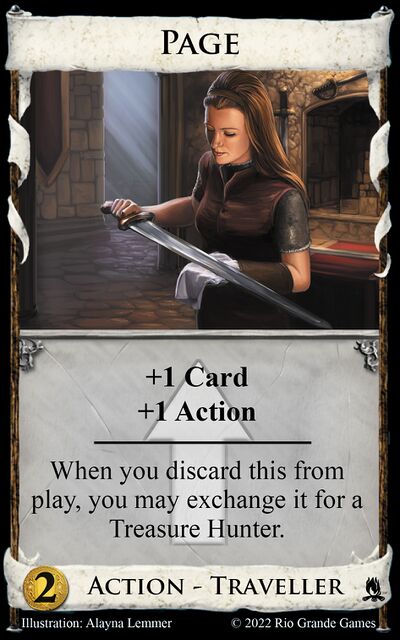 Page
+1 Card
+1 Action
When you discard this from
play, you may exchange it for a
Treasure Hunter.
2 Action - Traveller
Illustration: Alayna Lemmer © 2022 Rio Grande Games